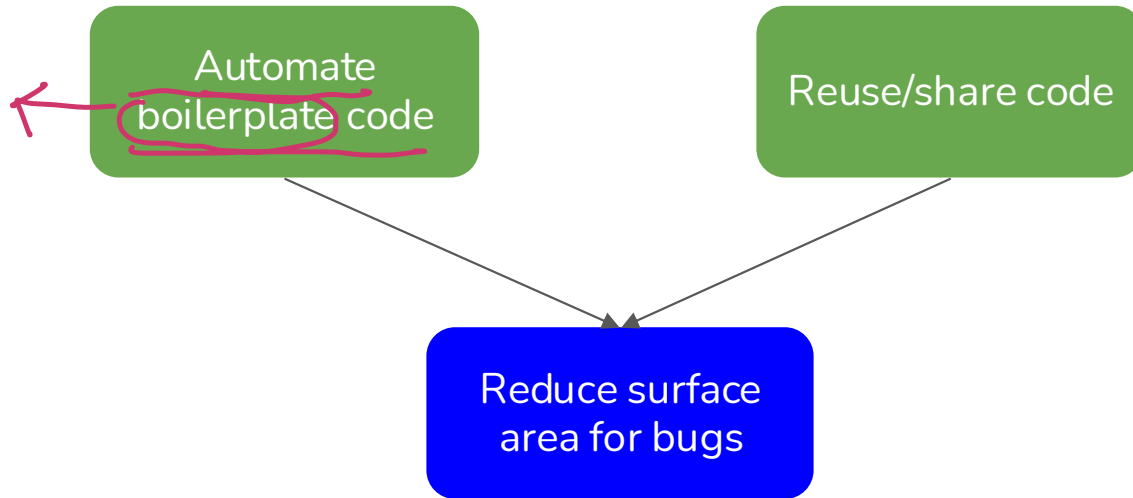 Automate
boilerplate code
Reuse/share code
Reduce surface
area for bugs